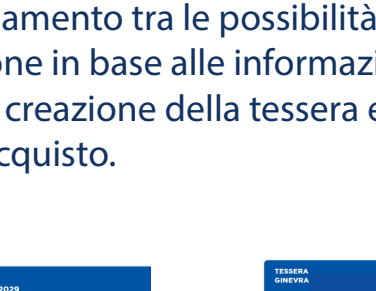 amento tra le possibilità
one in base alle informazi
creazione della tessera e
cquisto.
2029
TESSERA
GINEVRA